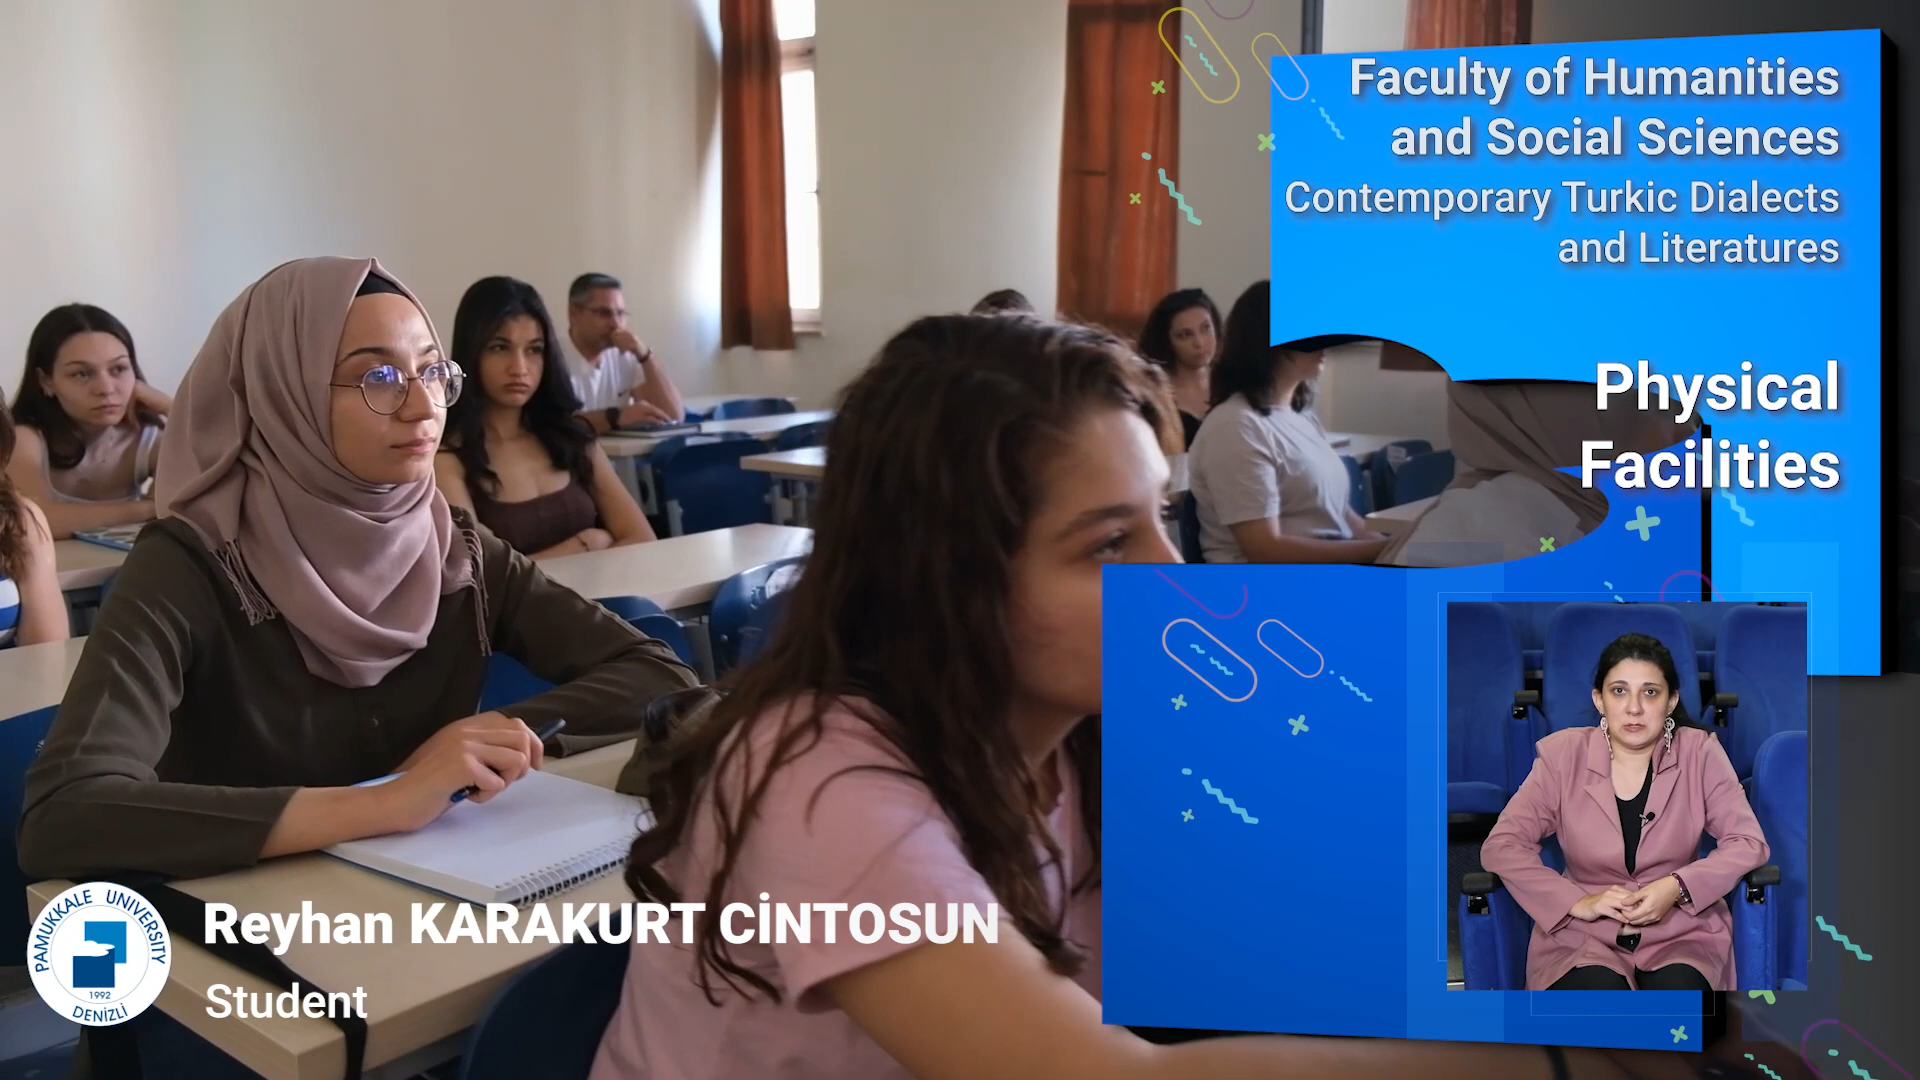 Faculty of Humanities
and Social Sciences
Contemporary Turkic Dialects
and Literatures
Physical
Facilities
Reyhan KARAKURT CİNTOSUN
Student
PAMUKKALE UNIVERSITY
1992
DENİZLİ